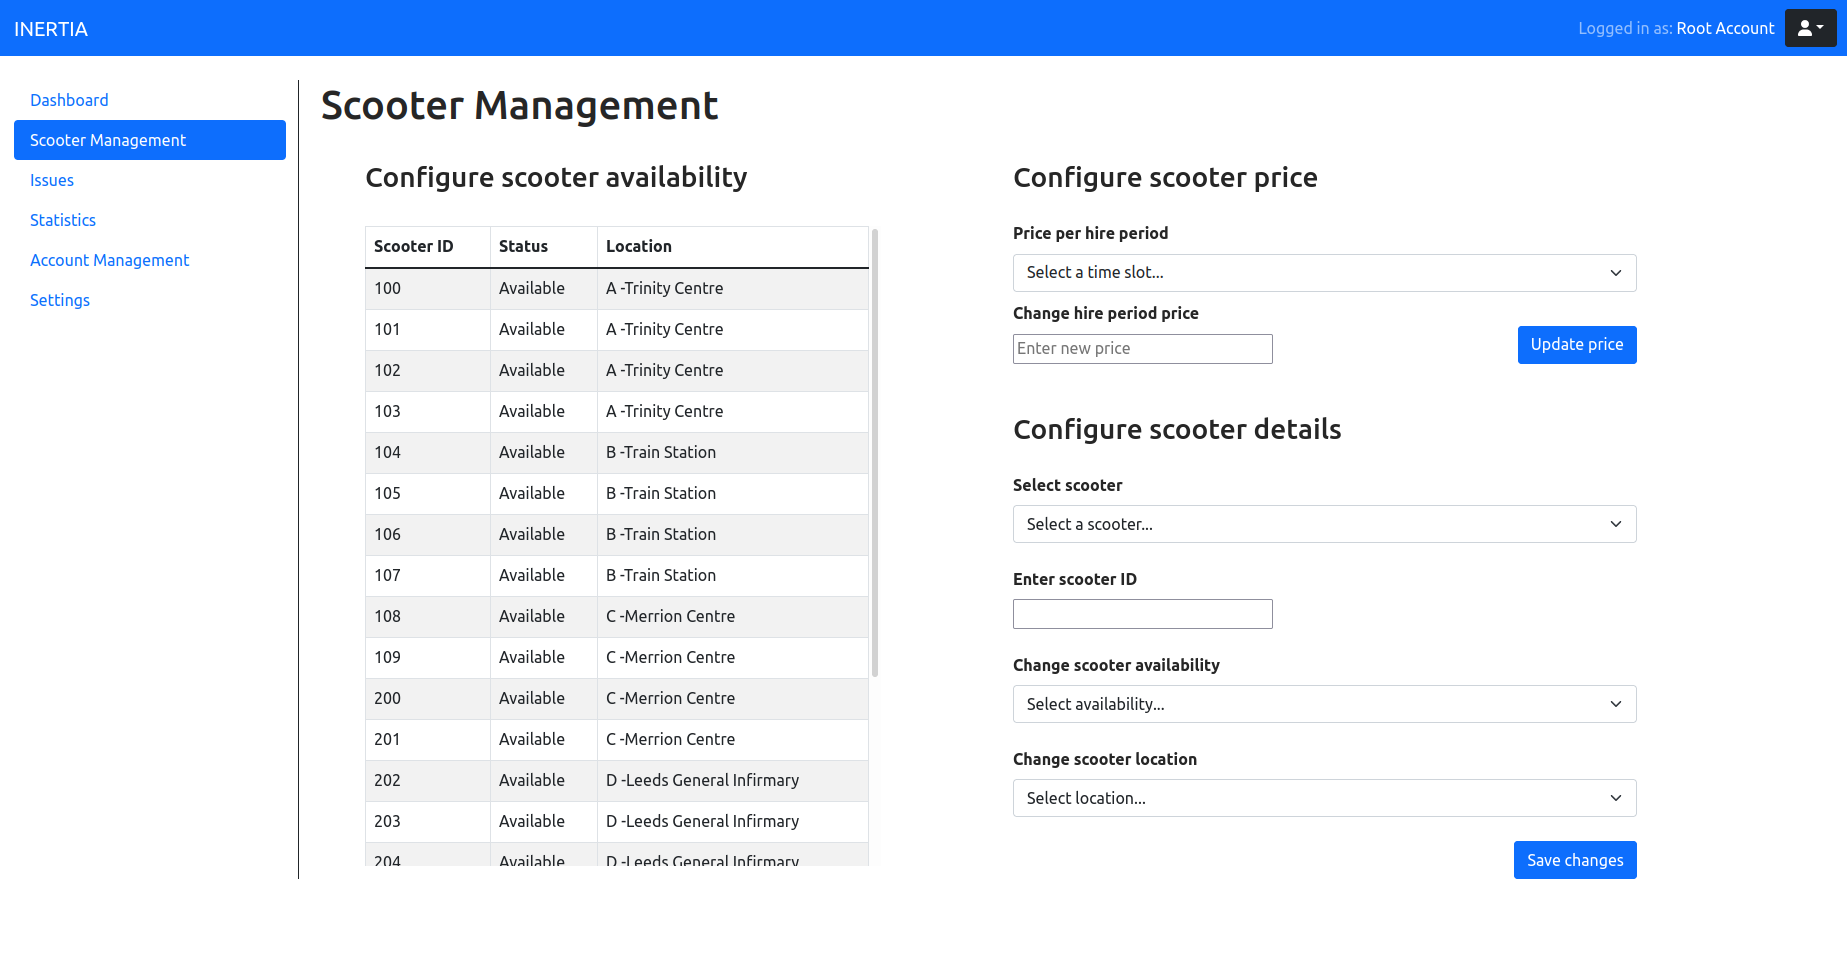 INERTIA
Logged in as: Root Account
Dashboard
Scooter Management
Issues
Statistics
Account Management
Settings
Scooter Management
Configure scooter availability
Scooter ID Status Location
100 Available A -Trinity Centre
101 Available A -Trinity Centre
102 Available A -Trinity Centre
103 Available A -Trinity Centre
104 Available B -Train Station
105 Available B -Train Station
106 Available B -Train Station
107 Available B -Train Station
108 Available C -Merrion Centre
109 Available C -Merrion Centre
200 Available C -Merrion Centre
201 Available C -Merrion Centre
202 Available D -Leeds General Infirmary
203 Available D -Leeds General Infirmary
204 Available D -Leeds General Infirmary
Configure scooter price
Price per hire period
Select a time slot...
Change hire period price
Enter new price
Update price
Configure scooter details
Select scooter
Select a scooter...
Enter scooter ID
Change scooter availability
Select availability...
Change scooter location
Select location...
Save changes